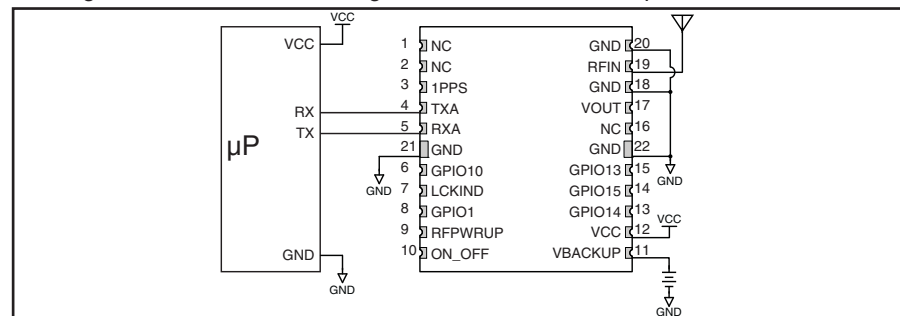 VCC
VCC
RX
TX
µP
GND
GND
1 NC
2 NC
3 1PPS
4 TXA
5 RXA
21 GND
GND
6 GPIO10
7 LCKIND
8 GPIO1
9 RFPWRUP
10 ON_OFF
GND 20
RFIN 19
GND 18
VOUT 17
NC 16
GND 22
GND
GPIO13 15
GPIO15 14
GPIO14 13
VCC
VCC 12
VBACKUP 11
GND